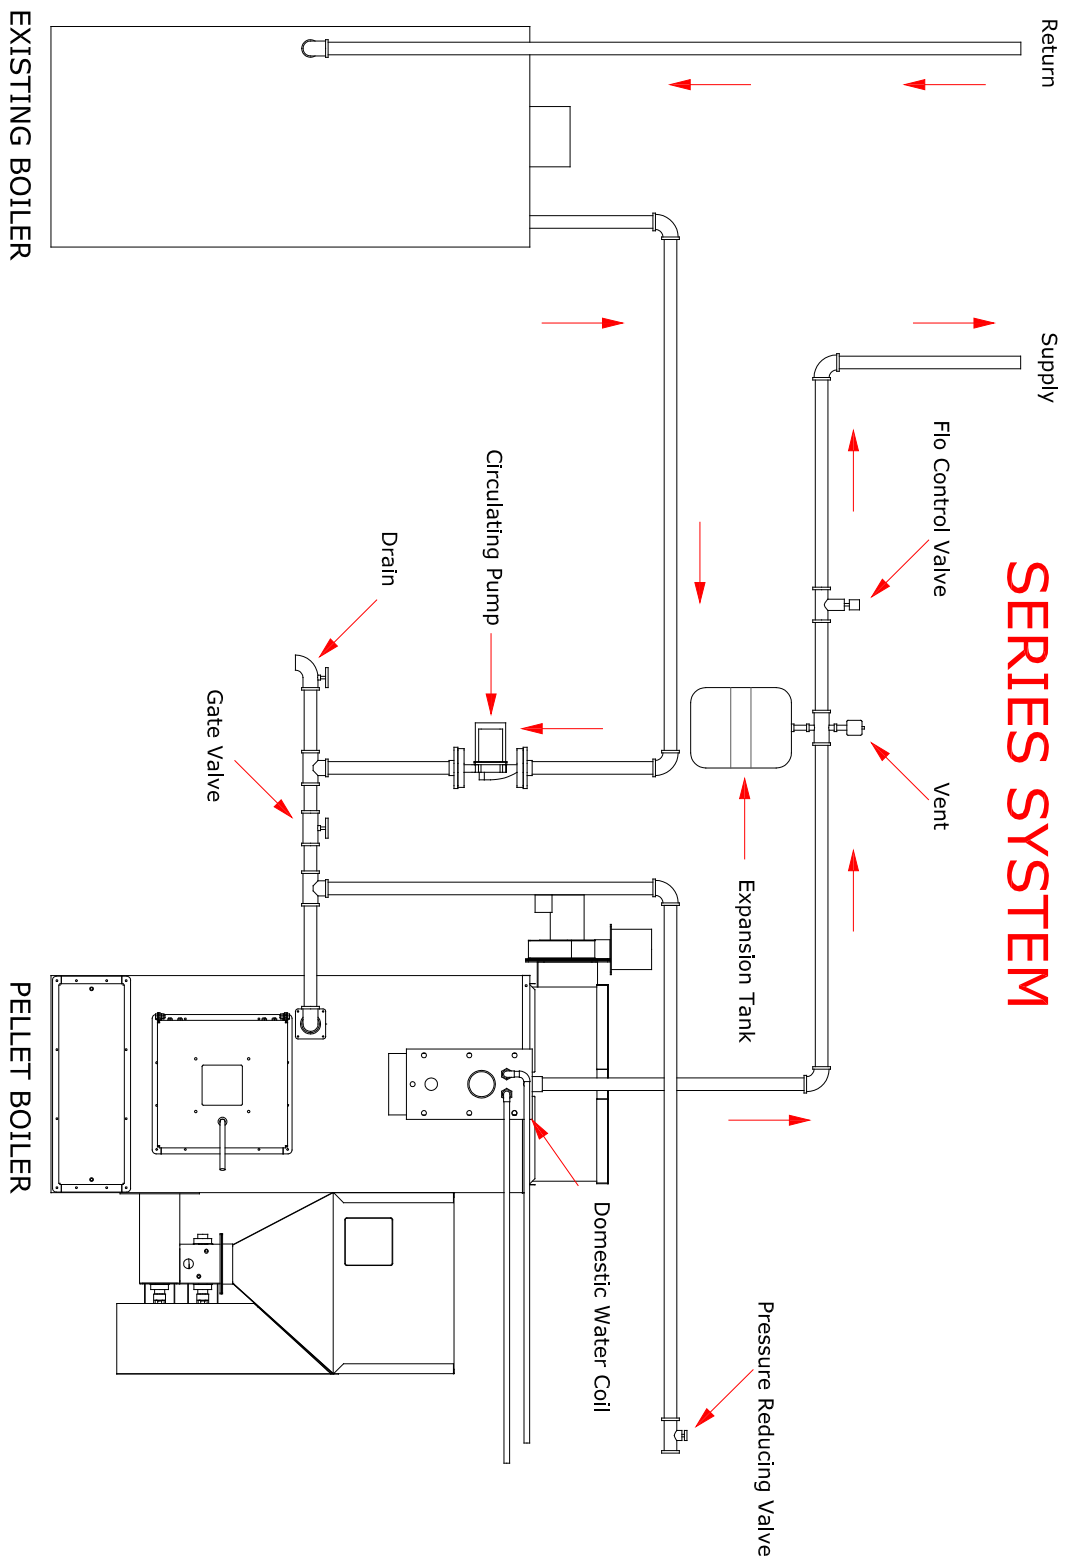 SERIES SYSTEM
Return
Supply
Flo Control Valve
Vent
Expansion Tank
Pressure Reducing Valve
Circulating Pump
Domestic Water Coil
Drain
Gate Valve
EXISTING BOILER
PELLET BOILER